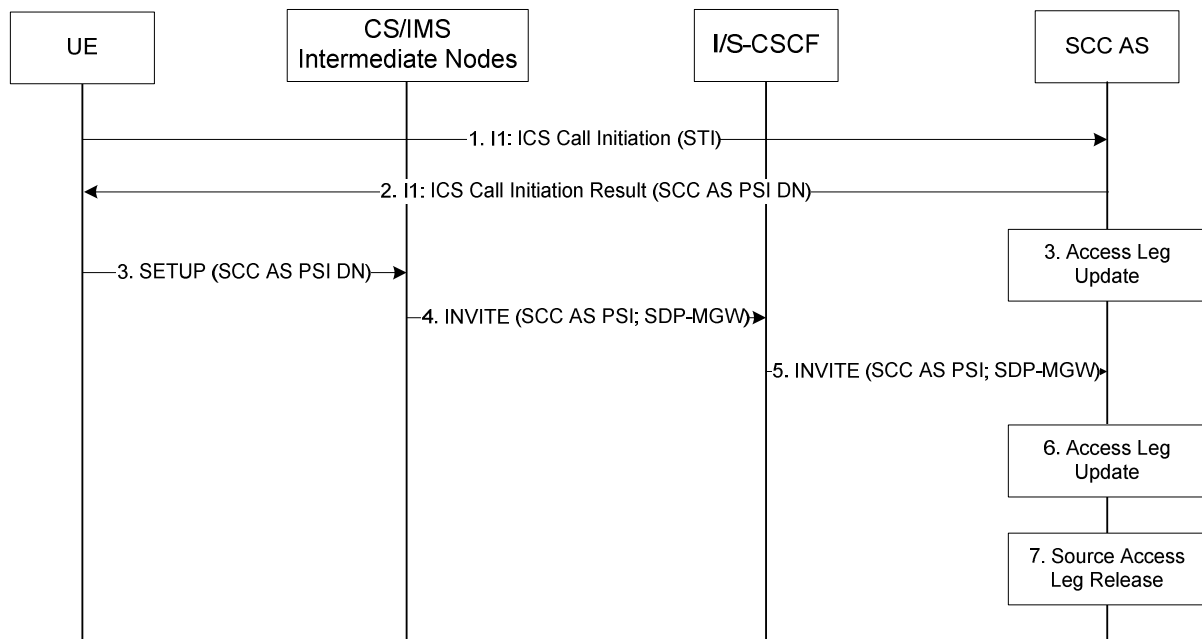 UE
CS/IMS
Intermediate Nodes
I/S-CSCF
SCC AS
1. I1: ICS Call Initiation (STI)
2. I1: ICS Call Initiation Result (SCC AS PSI DN)
3. Access Leg
Update
3. SETUP (SCC AS PSI DN)
4. INVITE (SCC AS PSI; SDP-MGW)
5. INVITE (SCC AS PSI; SDP-MGW)
6. Access Leg
Update
7. Source Access
Leg Release